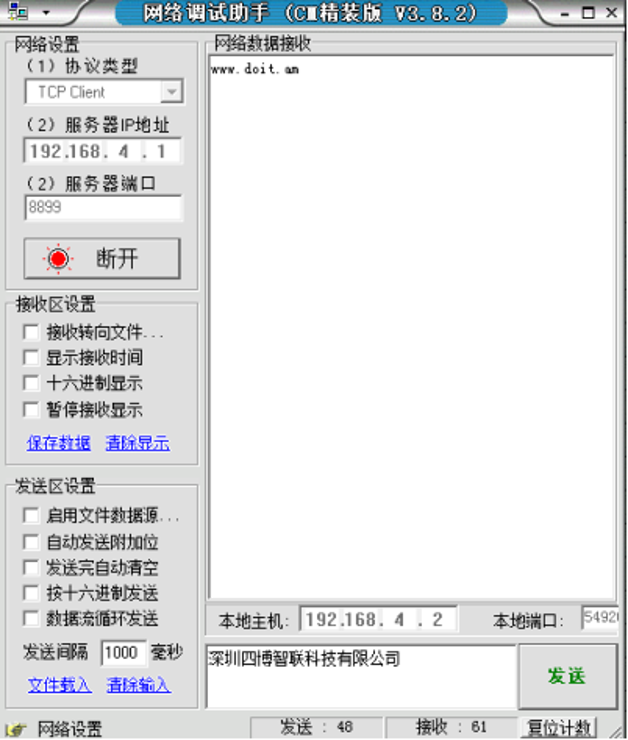 网络调试助手 (CM精装版 V3.8.2)
网络设置
(1) 协议类型
TCP Client
(2) 服务器IP地址
192.168. 4 . 1
(2) 服务器端口
8899
断开
接收区设置
接收转向文件...
显示接收时间
十六进制显示
暂停接收显示
保存数据 清除显示
发送区设置
启用文件数据源...
自动发送附加位
发送完自动清空
按十六进制发送
数据流循环发送
发送间隔 1000 毫秒
文件载入 清除输入
网络数据接收
www.doit.am
本地主机: 192.168. 4 . 2 本地端口:
深圳四博智联科技有限公司
发送
网络设置 发送 : 48 接收 : 61 复位计数